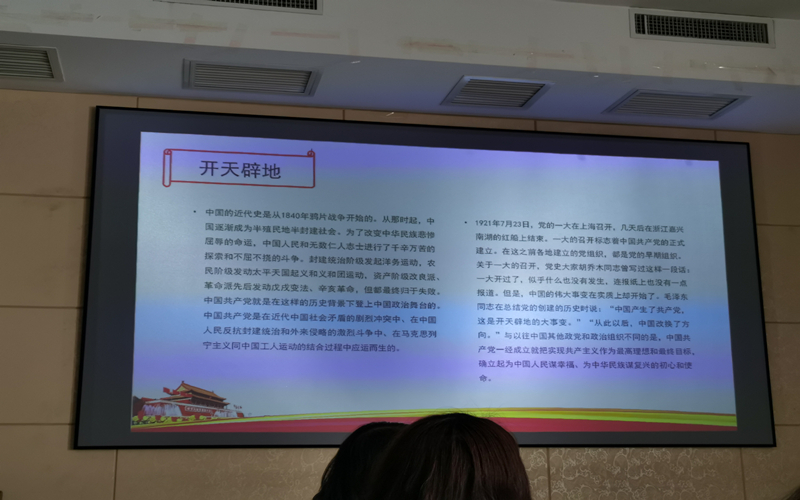 开天辟地
• 中国的近代史是从1840年鸦片战争开始的。从那时起，中
国逐渐成为半殖民地半封建社会。为了改变中华民族悲惨
屈辱的命运，中国人民和无数仁人志士进行了千辛万苦的
探索和不屈不挠的斗争。封建统治阶级发起洋务运动，农
民阶级发动太平天国起义和义和团运动，资产阶级改良派、
革命派先后发动戊戌变法、辛亥革命，但都最终归于失败。
中国共产党就是在这样的历史背景下登上中国政治舞台的。
中国共产党是在近代中国社会矛盾的剧烈冲突中、在中国
人民反抗封建统治和外来侵略的激烈斗争中、在马克思列
宁主义同中国工人运动的结合过程中应运而生的。
• 1921年7月23日，党的一大在上海召开，几天后在浙江嘉兴
南湖的红船上结束。一大的召开标志着中国共产党的正式
建立。在这之前各地建立的党组织，都是党的早期组织。
关于一大的召开，党史大家胡乔木同志曾写过这样一段话：
一大开过了，似乎什么也没有发生，连报纸上也没有一点
报道。但是，中国的伟大事变在实质上却开始了。毛泽东
同志在总结党的创建的历史时说：“中国产生了共产党，
这是开天辟地的大事变。”“从此以后，中国改换了方
向。”与以往中国其他政党和政治组织不同的是，中国共
产党一经成立就把实现共产主义作为最高理想和最终目标，
确立起为中国人民谋幸福、为中华民族谋复兴的初心和使
命。